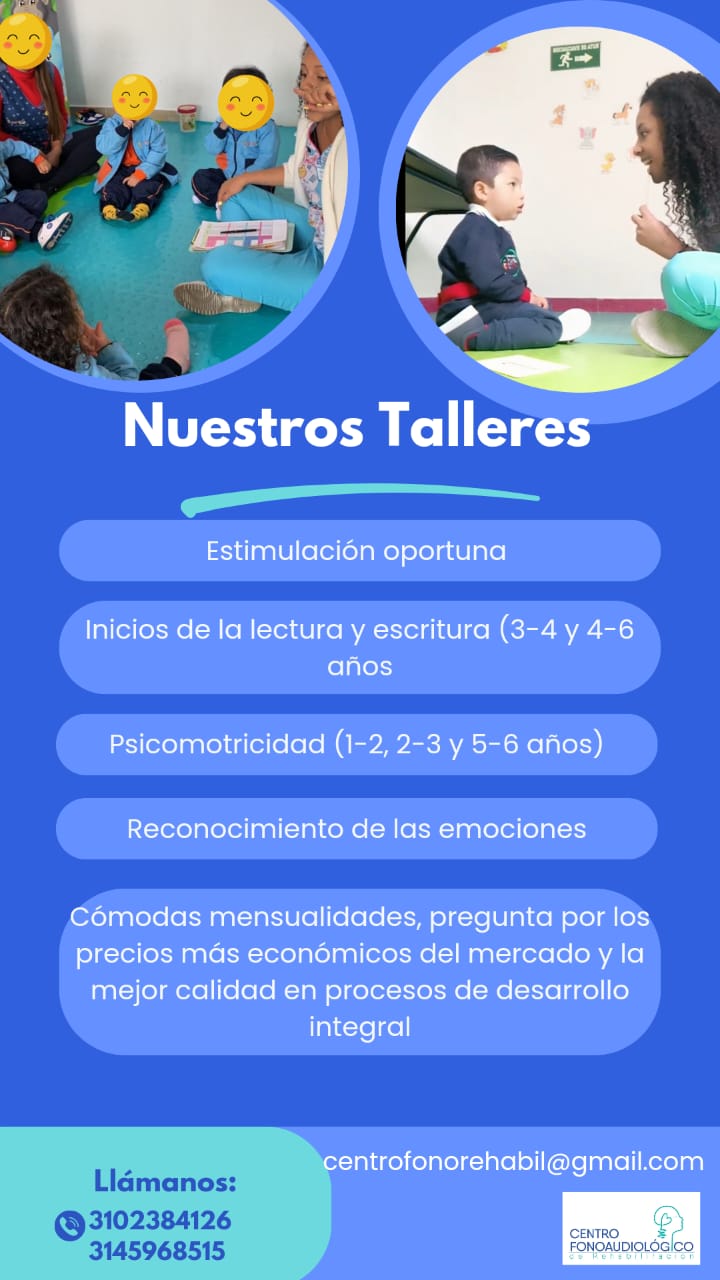 Nuestros Talleres
Estimulación oportuna
Inicios de la lectura y escritura (3-4 y 4-6
años
Psicomotricidad (1-2, 2-3 y 5-6 años)
Reconocimiento de las emociones
Cómodas mensualidades, pregunta por los
precios más económicos del mercado y la
mejor calidad en procesos de desarrollo
integral
centrofonorehabil@gmail.com
Llámanos:
3102384126
3145968515
CENTRO
FONOAUDIOLÓGICO
de Rehabilitación